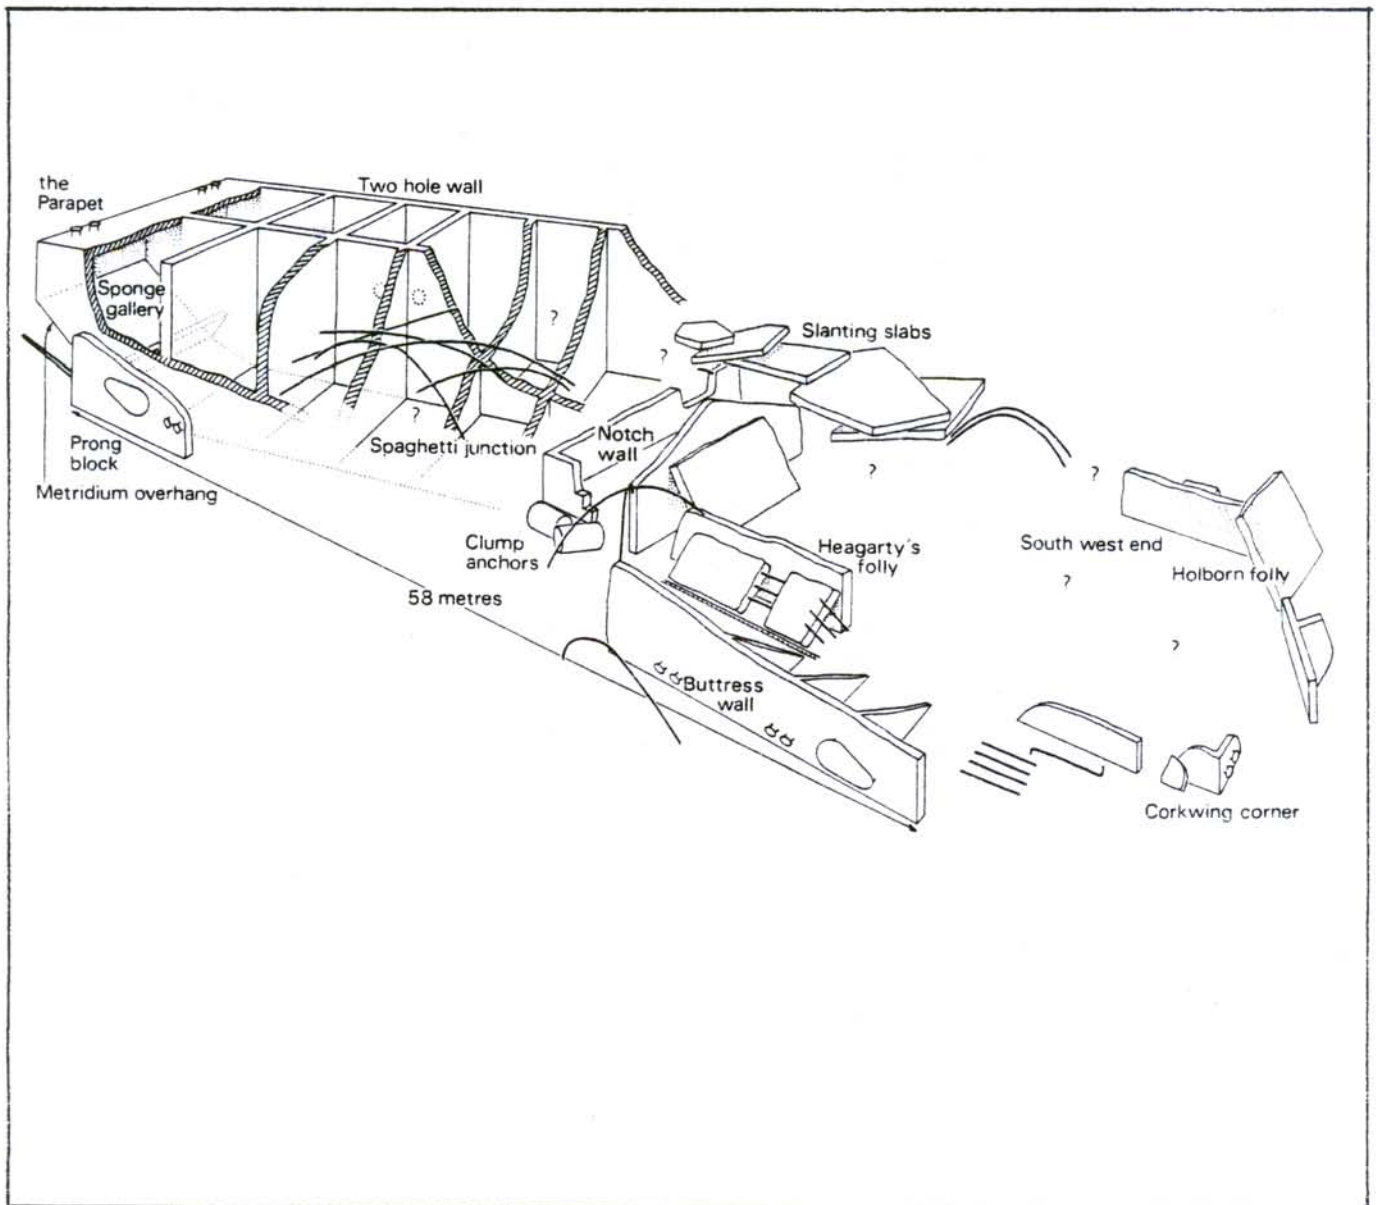 the
Parapet
Two hole wall
Sponge
gallery
?
?
Slanting slabs
?
Spaghetti junction
Notch
wall
Prong
block
Metridium overhang
?
?
Clump
anchors
Heagarty's
folly
South west end
Holborn folly
?
58 metres
?
Buttress
wall
Corkwing corner